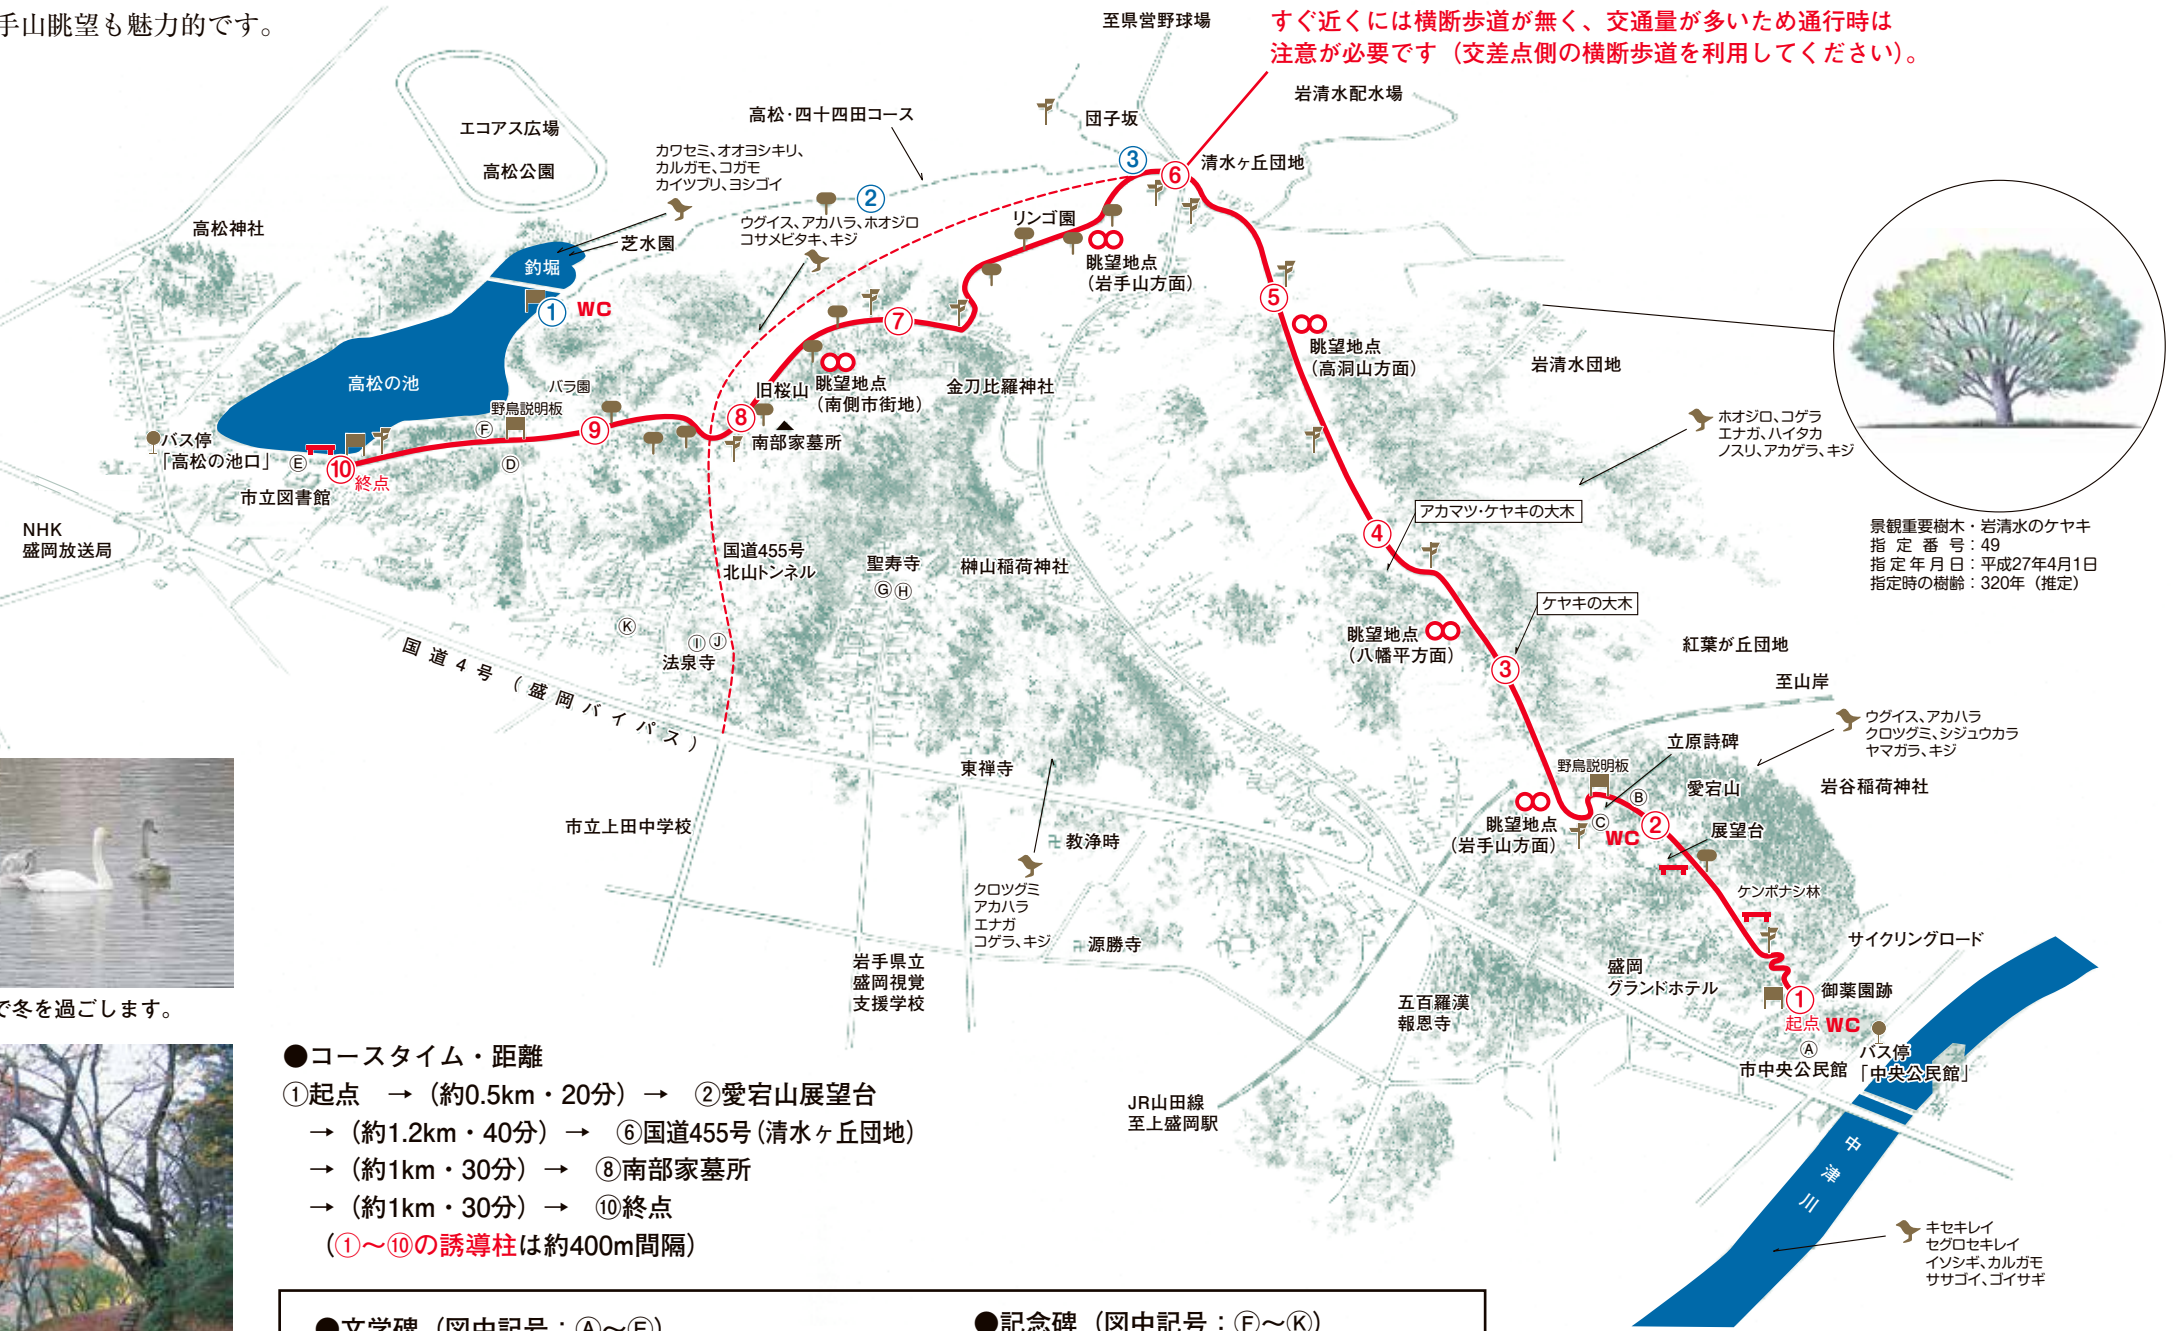 手山眺望も魅力的です。
至県営野球場
すぐ近くには横断歩道が無く、交通量が多いため通行時は
注意が必要です（交差点側の横断歩道を利用してください）。
岩清水配水場
エコアス広場
高松公園
高松・四十四田コース
団子坂
カワセミ、オオヨシキリ、
カルガモ、コガモ
カイツブリ、ヨシゴイ
③
⑥
清水ヶ丘団地
②
高松神社
芝水園
ウグイス、アカハラ、ホオジロ
コサメビタキ、キジ
リンゴ園
釣堀
眺望地点
（岩手山方面）
① WC
⑦
⑤
眺望地点
（高洞山方面）
岩清水団地
高松の池
バラ園
旧桜山
眺望地点
（南側市街地）
金刀比羅神社
野鳥説明板
Ⓕ
⑨
⑧
南部家墓所
ホオジロ、コゲラ
エナガ、ハイタカ
ノスリ、アカゲラ、キジ
バス停
「高松の池口」
Ⓔ
⑩
終点
Ⓓ
市立図書館
NHK
盛岡放送局
アカマツ・ケヤキの大木
④
景観重要樹木・岩清水のケヤキ
指定番号：49
指定年月日：平成27年4月1日
指定時の樹齢：320年（推定）
国道455号
北山トンネル
聖寿寺
Ⓖ Ⓗ
榊山稲荷神社
ケヤキの大木
Ⓚ
Ⓘ Ⓙ
法泉寺
国道4号（盛岡バイパス）
眺望地点
（八幡平方面）
③
紅葉が丘団地
至山岸
ウグイス、アカハラ
クロツグミ、シジュウカラ
ヤマガラ、キジ
立原詩碑
野鳥説明板
愛宕山
岩谷稲荷神社
東禅寺
市立上田中学校
教浄時
眺望地点
（岩手山方面）
Ⓑ
Ⓒ
WC
②
展望台
クロツグミ
アカハラ
エナガ
コゲラ、キジ
ケンポナシ林
源勝寺
サイクリングロード
岩手県立
盛岡視覚
支援学校
盛岡
グランドホテル
五百羅漢
報恩寺
①
御薬園跡
起点 WC
Ⓐ
市中央公民館
バス停
「中央公民館」
JR山田線
至上盛岡駅
中津川
キセキレイ
セグロセキレイ
イソシギ、カルガモ
ササゴイ、ゴイサギ
で冬を過ごします。
●コースタイム・距離
①起点 →（約0.5km・20分）→ ②愛宕山展望台
→（約1.2km・40分）→ ⑥国道455号（清水ヶ丘団地）
→（約1km・30分）→ ⑧南部家墓所
→（約1km・30分）→ ⑩終点
（①〜⑩の誘導柱は約400m間隔）
●文学碑（図中記号：Ⓐ〜Ⓔ）
●記念碑（図中記号：Ⓕ〜Ⓚ）